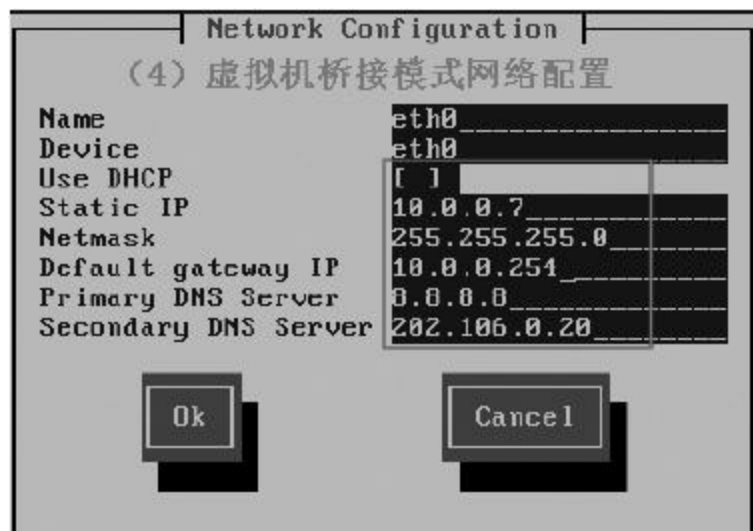 Network Configuration
（4）虚拟机桥接模式网络配置
Name eth0
Device eth0
Use DHCP [ ]
Static IP 10.0.0.7
Netmask 255.255.255.0
Default gateway IP 10.0.0.254
Primary DNS Server 8.8.8.8
Secondary DNS Server 202.106.0.20
Ok Cancel